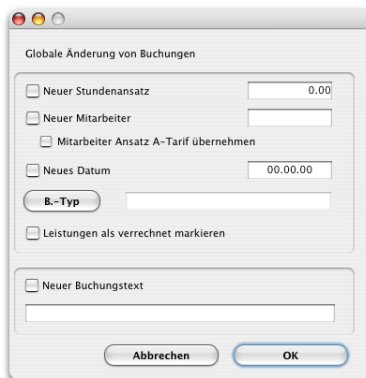 Globale Änderung von Buchungen
Neuer Stundenansatz 0.00
Neuer Mitarbeiter
Mitarbeiter Ansatz A-Tarif übernehmen
Neues Datum 00.00.00
B.-Typ
Leistungen als verrechnet markieren
Neuer Buchungstext
Abbrechen OK